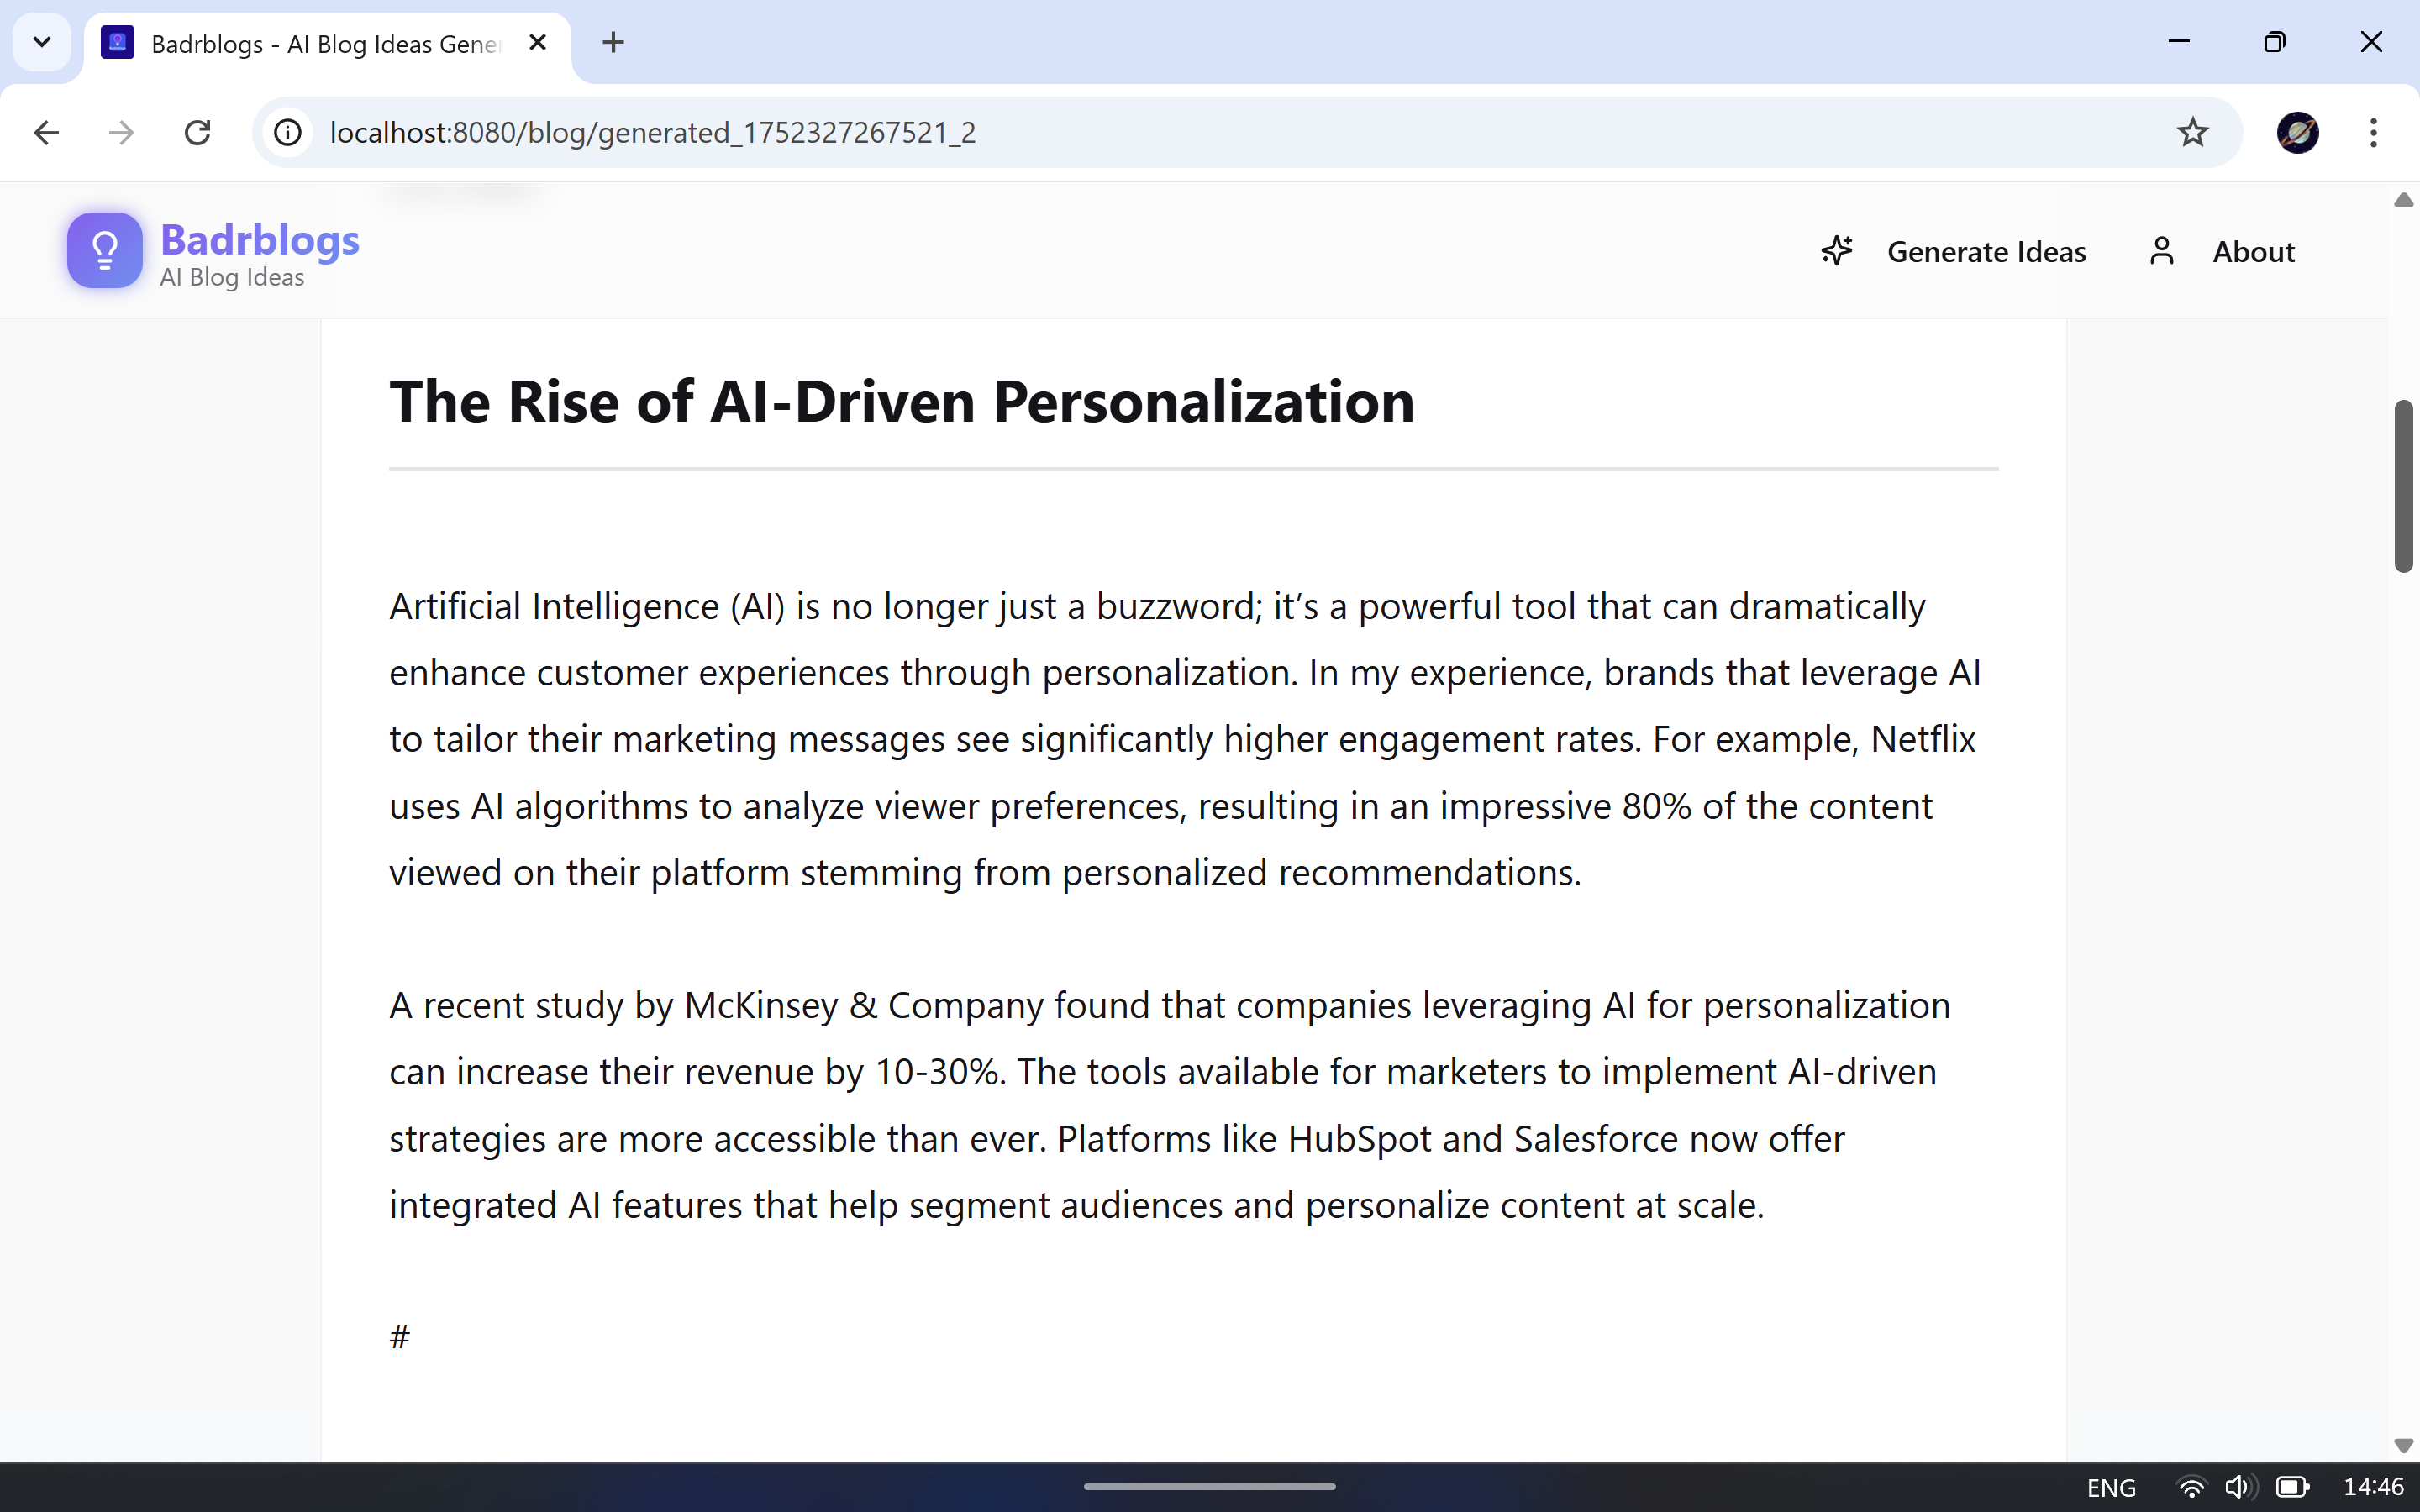 Badrblogs - AI Blog Ideas Gene
localhost:8080/blog/generated_1752327267521_2
Badrblogs
AI Blog Ideas
Generate Ideas
About
The Rise of AI-Driven Personalization
Artificial Intelligence (AI) is no longer just a buzzword; it’s a powerful tool that can dramatically
enhance customer experiences through personalization. In my experience, brands that leverage AI
to tailor their marketing messages see significantly higher engagement rates. For example, Netflix
uses AI algorithms to analyze viewer preferences, resulting in an impressive 80% of the content
viewed on their platform stemming from personalized recommendations.
A recent study by McKinsey & Company found that companies leveraging AI for personalization
can increase their revenue by 10-30%. The tools available for marketers to implement AI-driven
strategies are more accessible than ever. Platforms like HubSpot and Salesforce now offer
integrated AI features that help segment audiences and personalize content at scale.
#
ENG
14:46